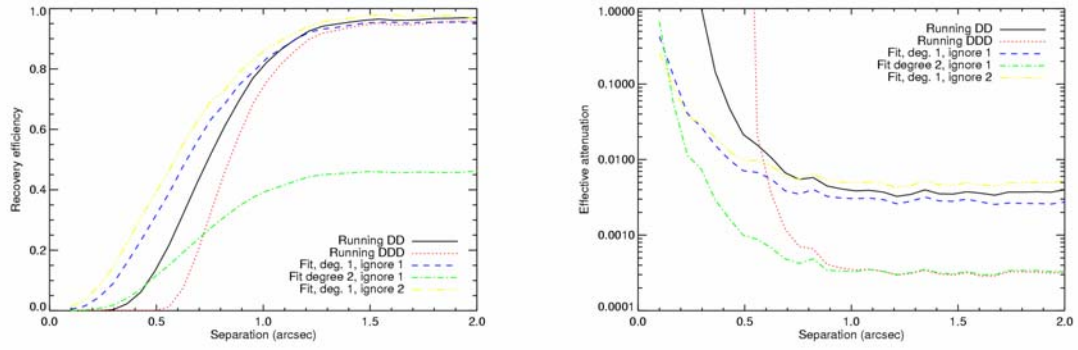 1.0
0.8
0.6
0.4
0.2
0.0
Recovery efficiency
Running DD
Running DDD
Fit, deg. 1, ignore 1
Fit degree 2, ignore 1
Fit, deg. 1, ignore 2
0.0 0.5 1.0 1.5 2.0
Separation (arcsec)
1.0000
0.1000
0.0100
0.0010
0.0001
Effective attenuation
Running DD
Running DDD
Fit, deg. 1, ignore 1
Fit degree 2, ignore 1
Fit, deg. 1, ignore 2
0.0 0.5 1.0 1.5 2.0
Separation (arcsec)